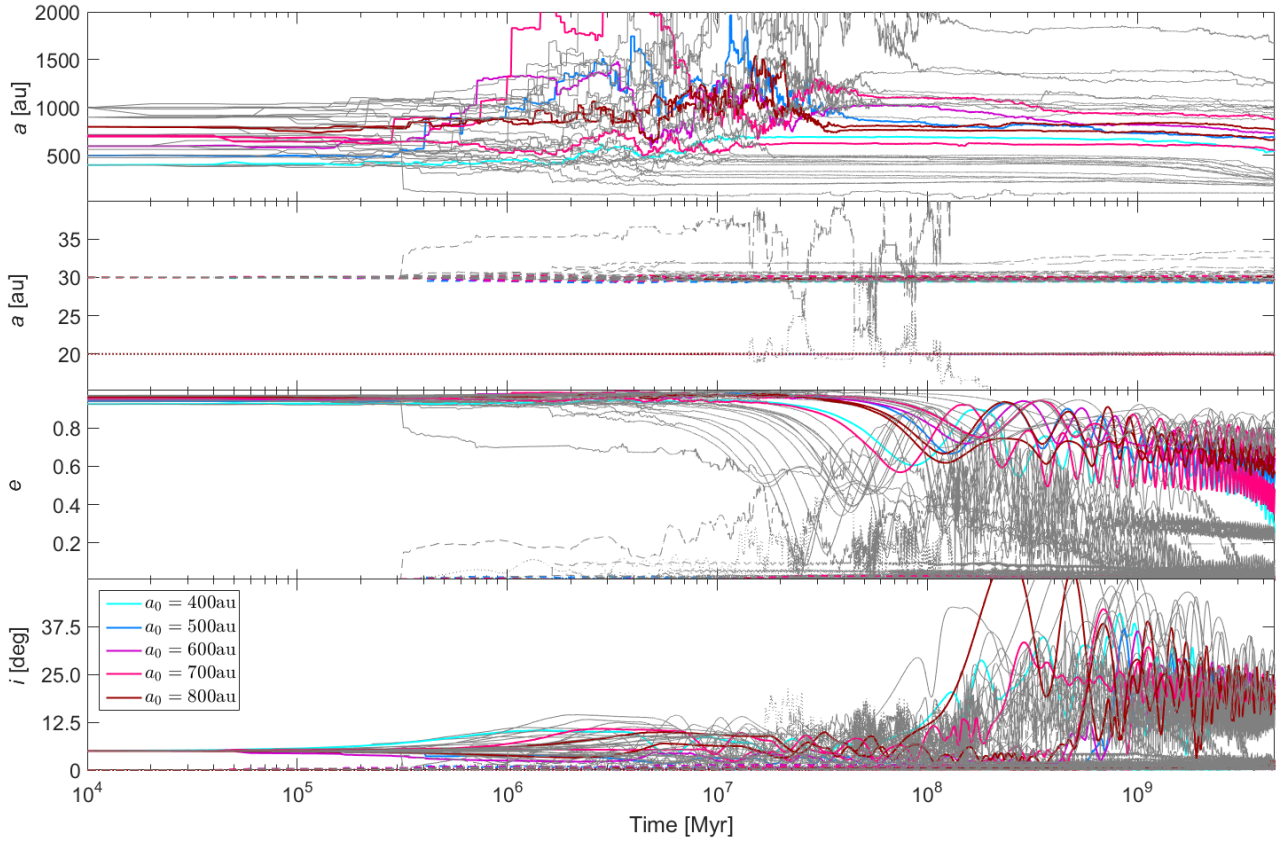 2000
1500
1000
500
a [au]
35
30
25
20
a [au]
0.8
0.6
0.4
0.2
e
37.5
25.0
12.5
0
i [deg]
a₀ = 400au
a₀ = 500au
a₀ = 600au
a₀ = 700au
a₀ = 800au
10⁴ 10⁵ 10⁶ 10⁷ 10⁸ 10⁹
Time [Myr]